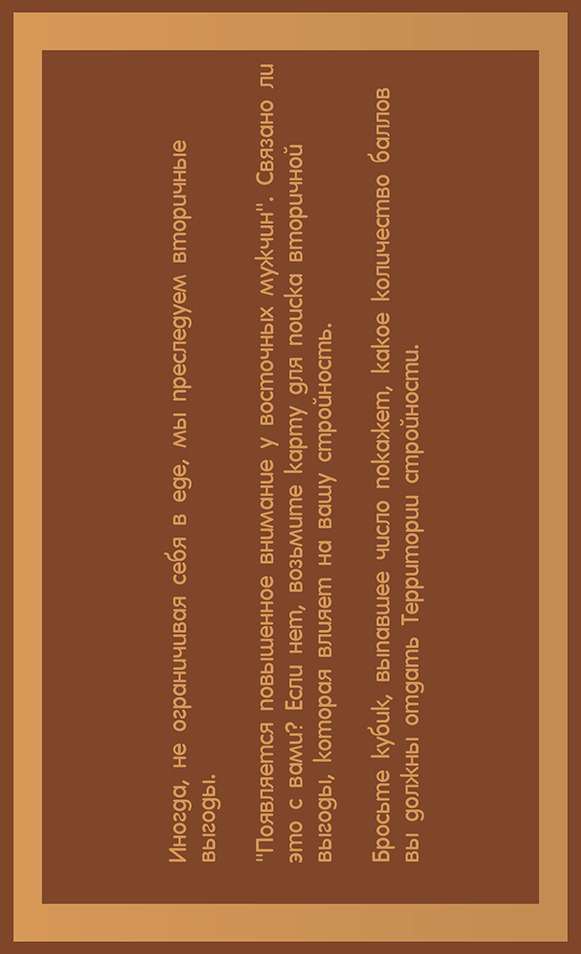 Иногда, не ограничивая себя в еде, мы преследуем вторичные
выгоды.
"Появляется повышенное внимание у восточных мужчин". Связано ли
это с вами? Если нет, возьмите карту для поиска вторичной
выгоды, которая влияет на вашу стройность.
Бросьте кубик, выпавшее число покажет, какое количество баллов
вы должны отдать Территории стройности.